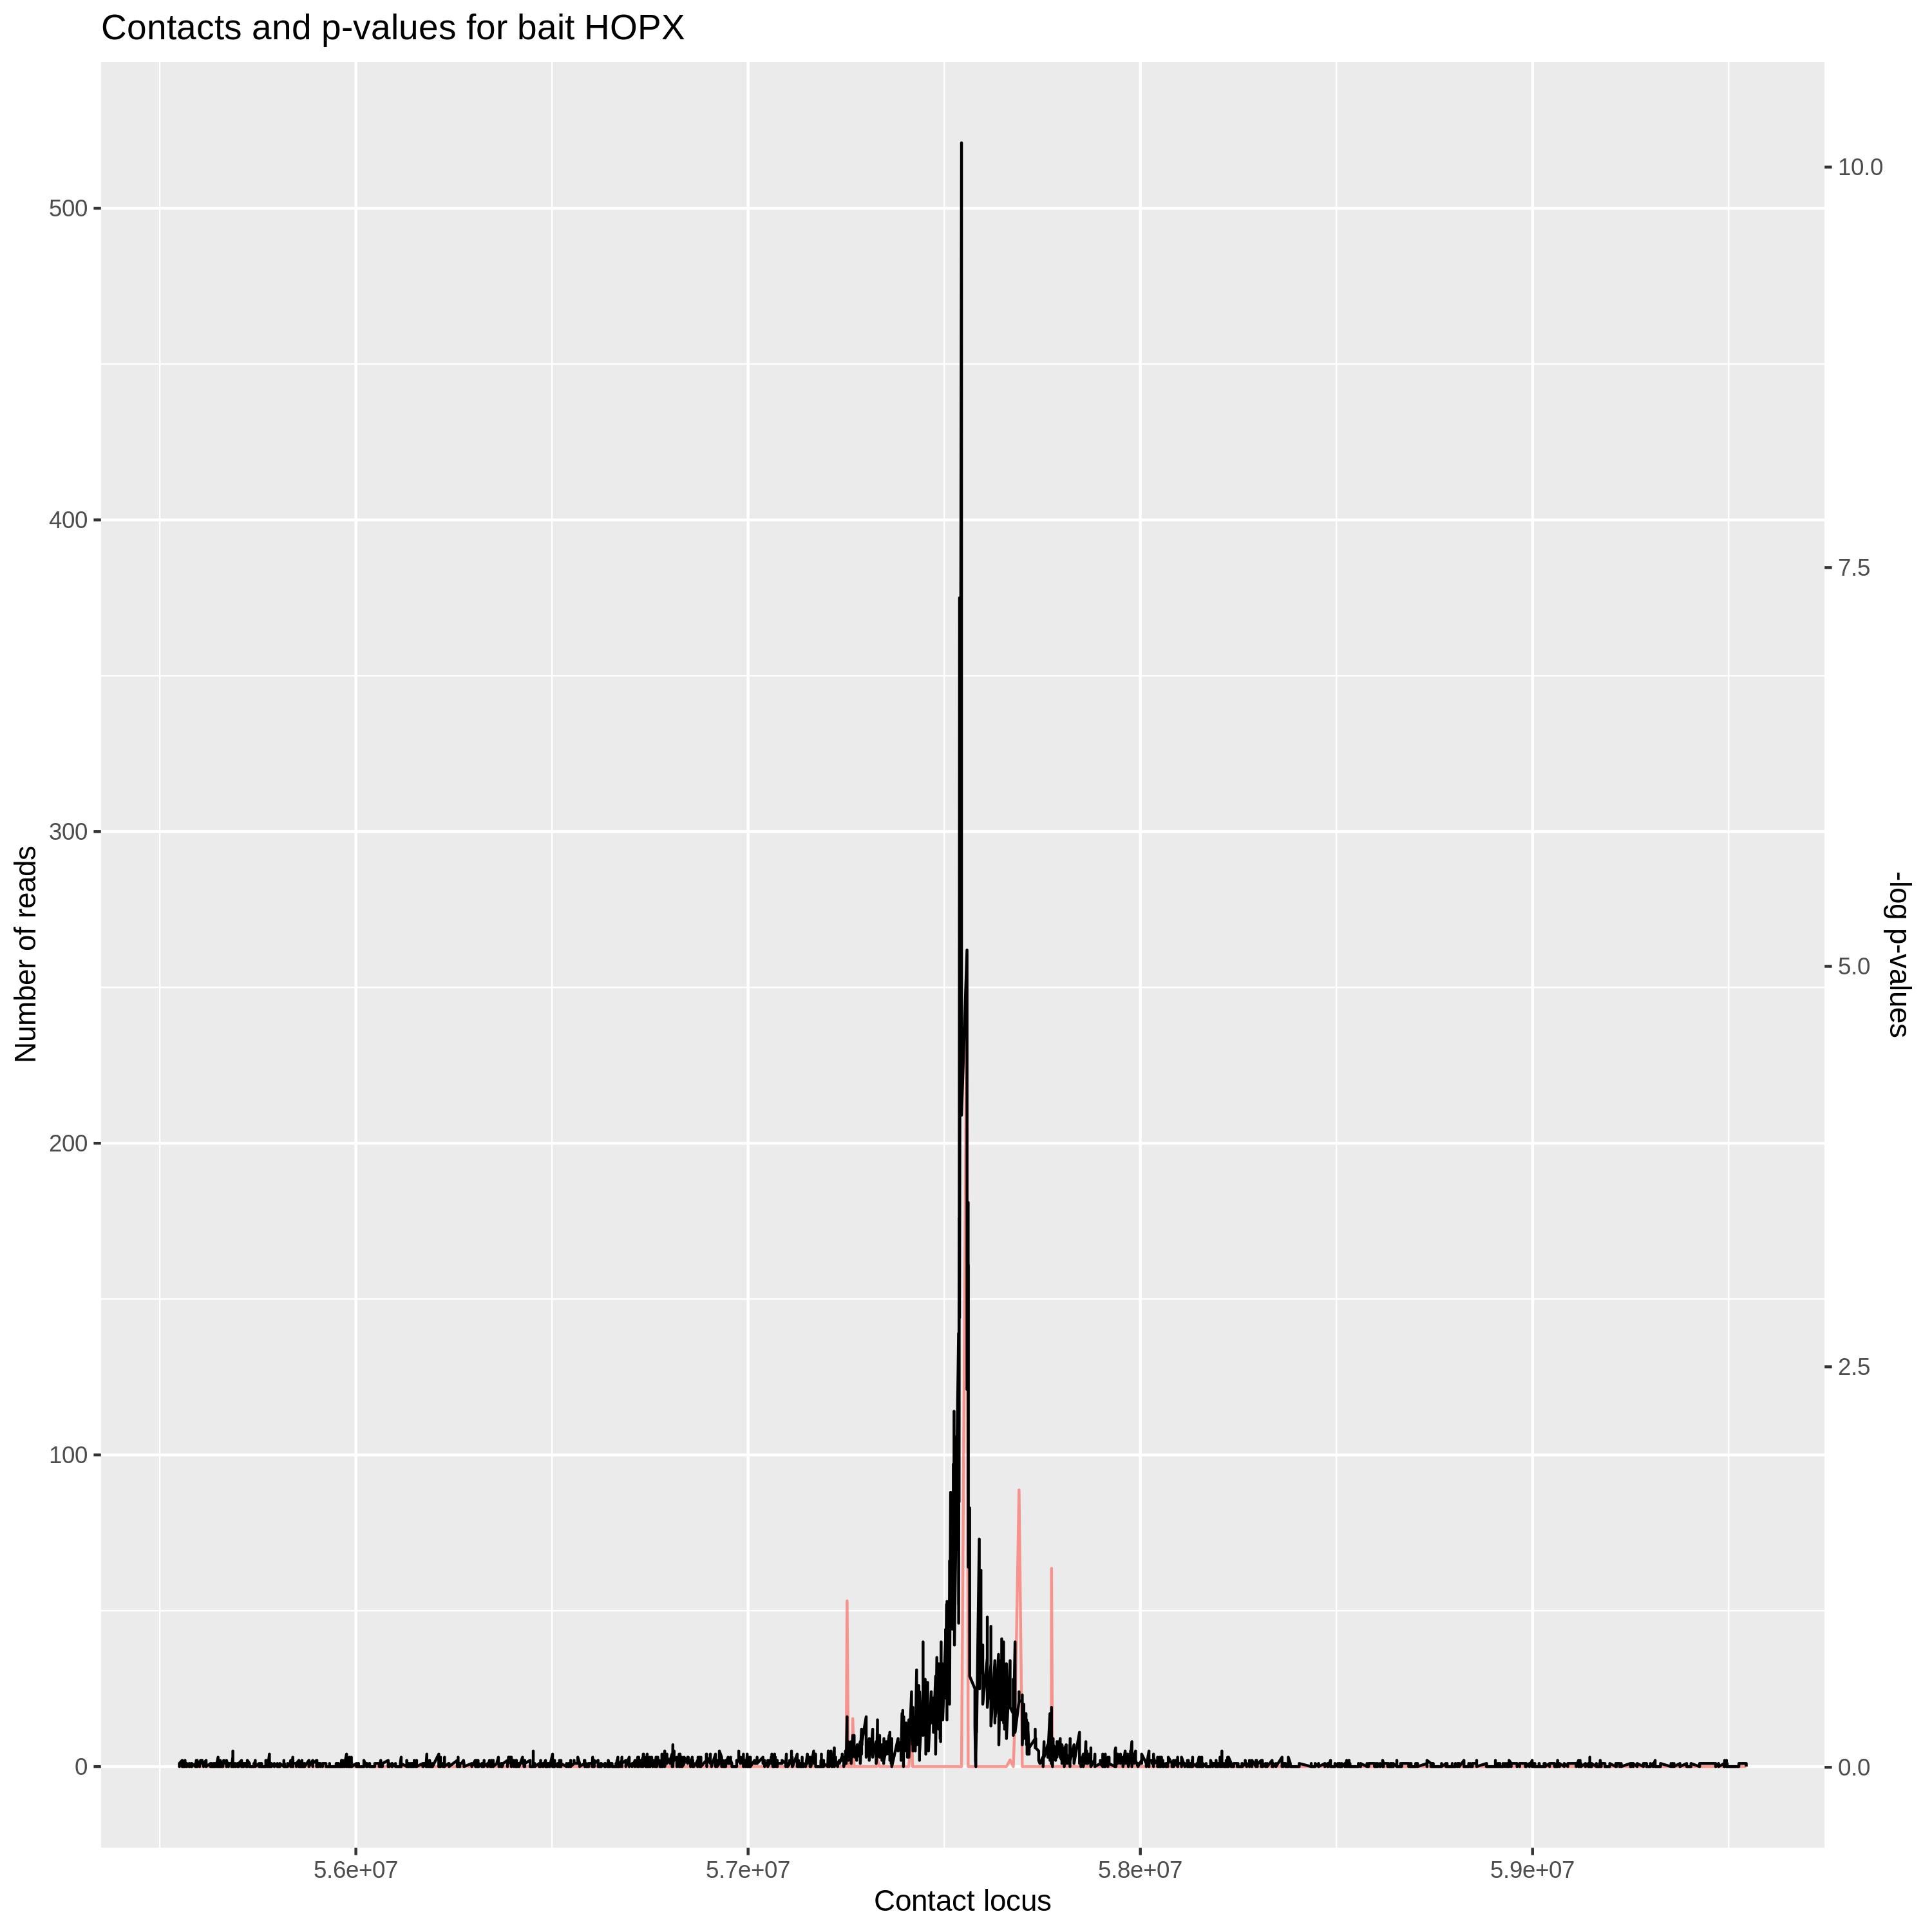 Contacts and p-values for bait HOPX
500
400
300
200
100
0
Number of reads
10.0
7.5
5.0
2.5
0.0
-log p-values
5.6e+07
5.7e+07
5.8e+07
5.9e+07
Contact locus